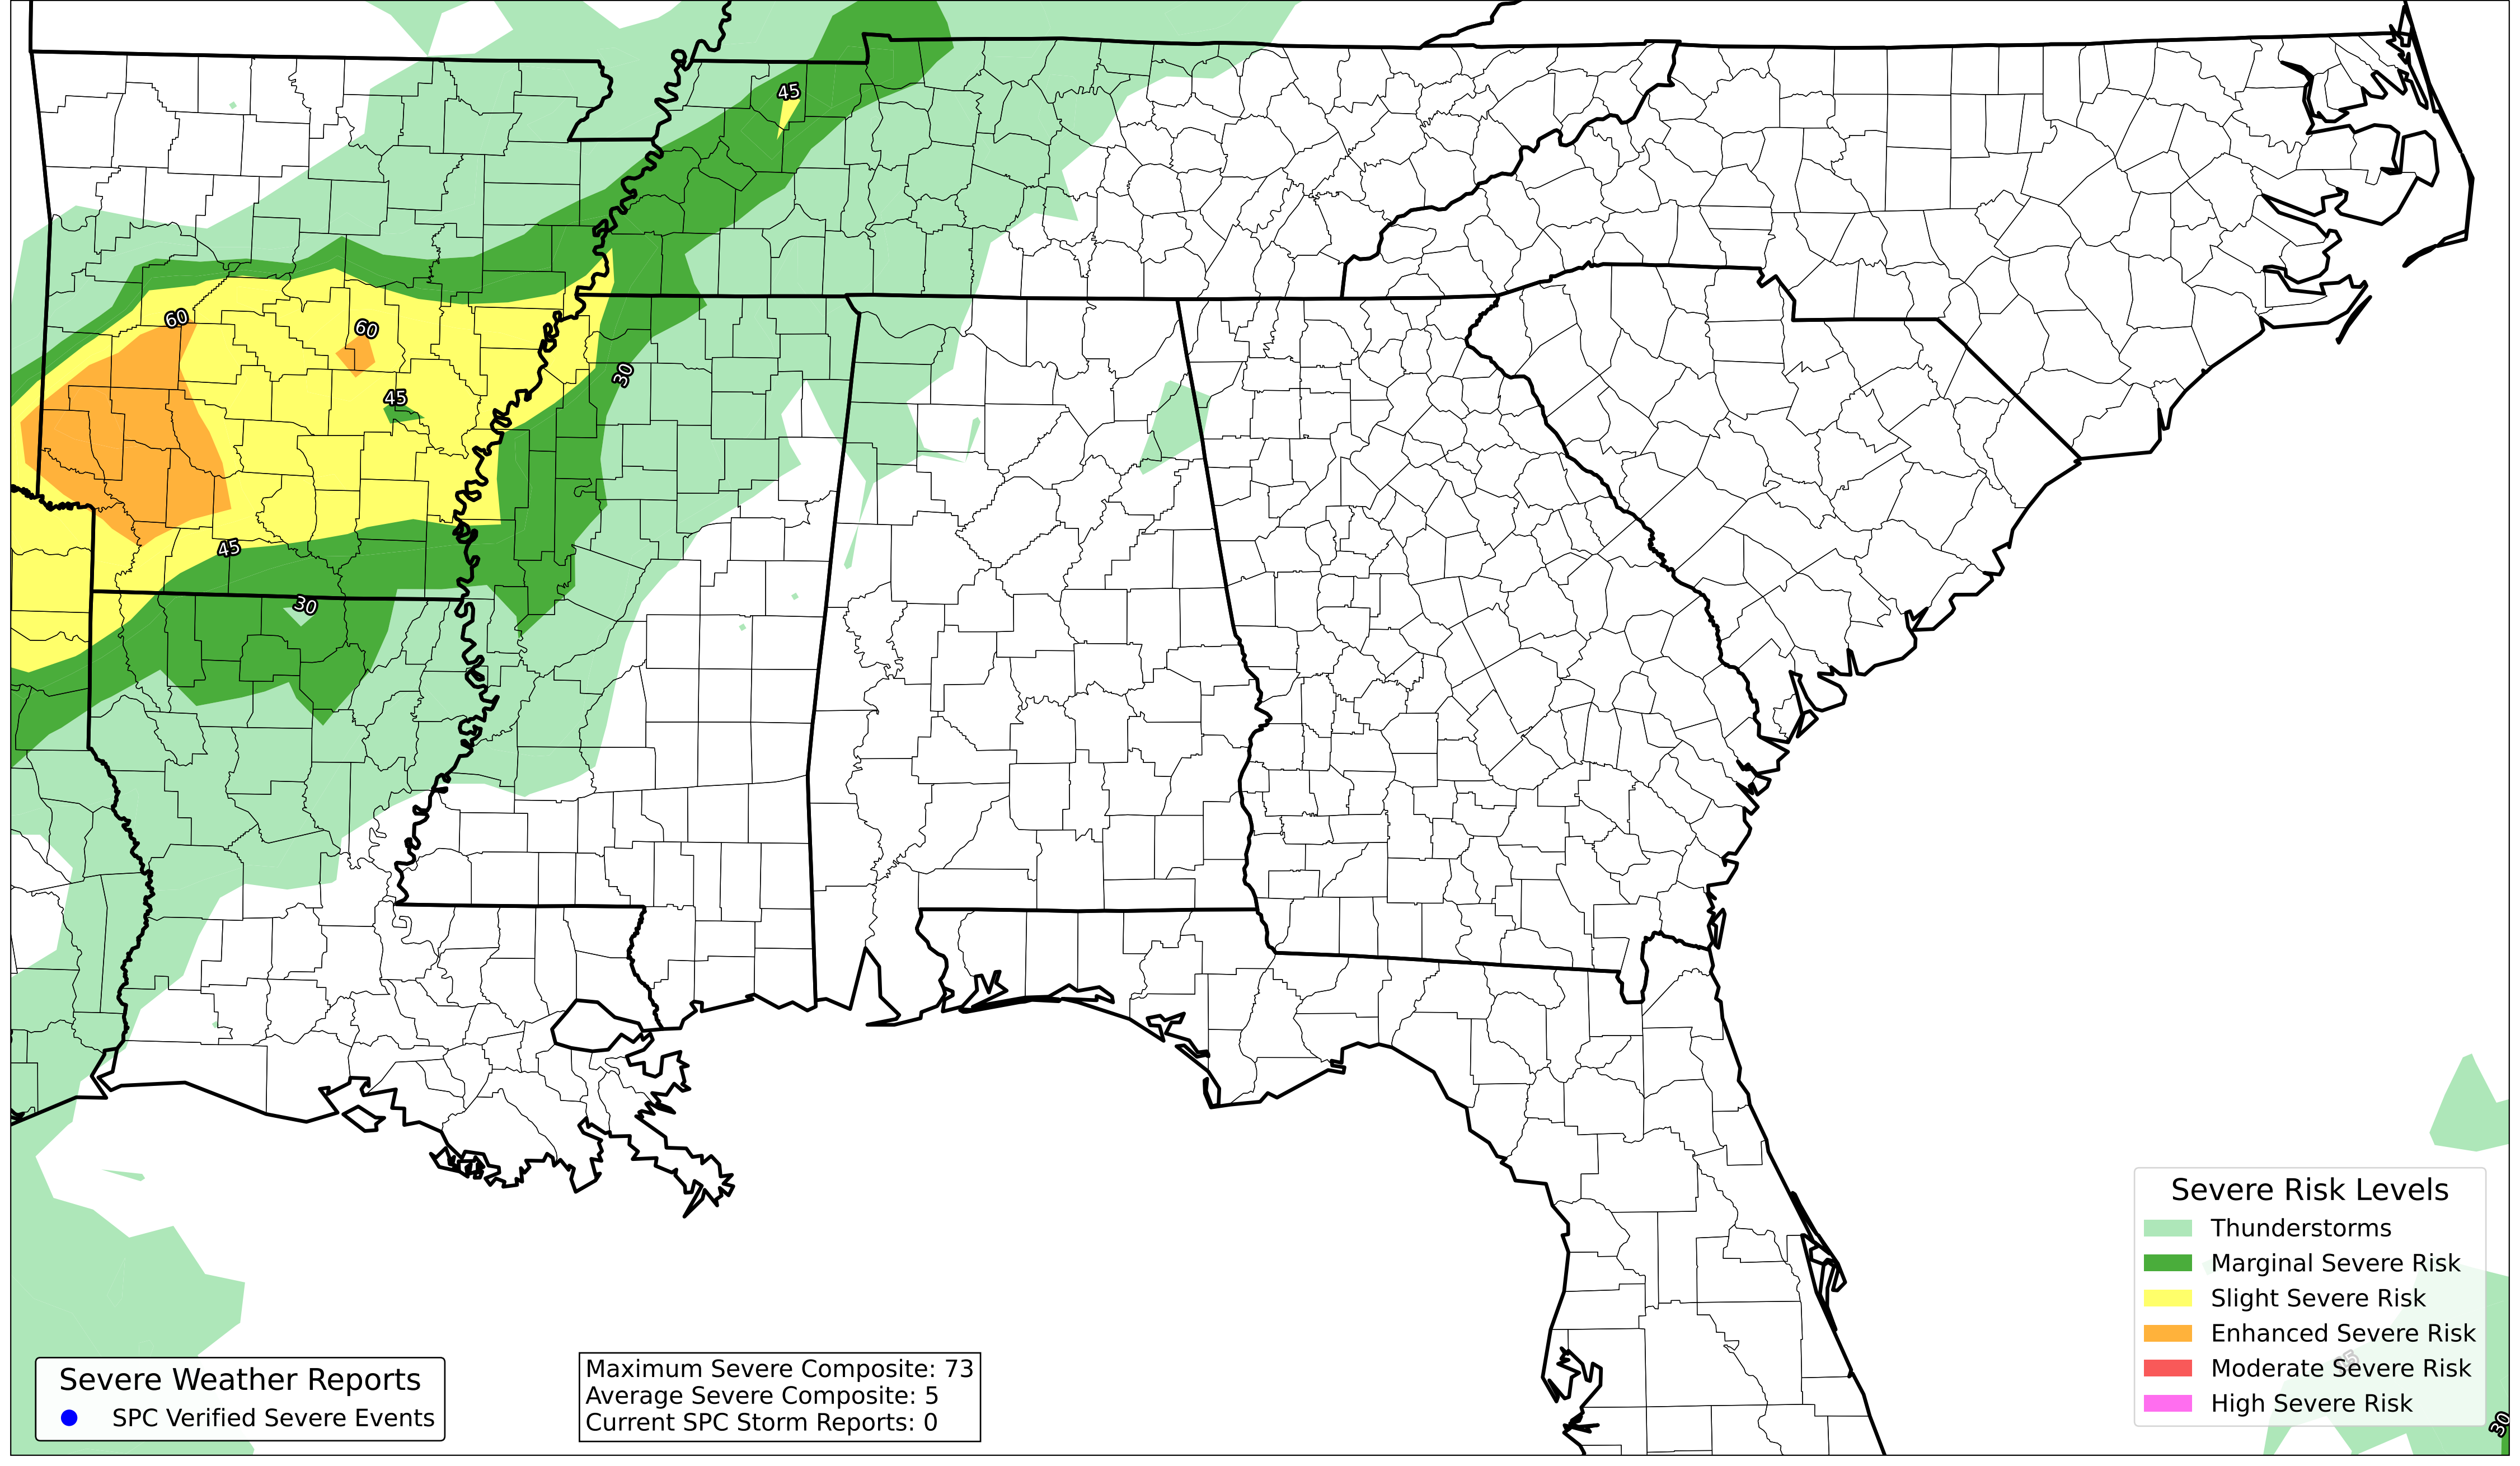 45
60
60
30
45
45
30
Severe Risk Levels
Thunderstorms
Marginal Severe Risk
Slight Severe Risk
Enhanced Severe Risk
Moderate Severe Risk
High Severe Risk
30
Severe Weather Reports
SPC Verified Severe Events
Maximum Severe Composite: 73
Average Severe Composite: 5
Current SPC Storm Reports: 0